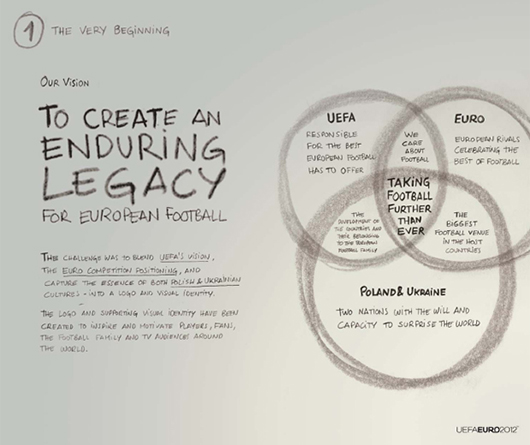 1 THE VERY BEGINNING
OUR VISION
TO CREATE AN
ENDURING
LEGACY
FOR EUROPEAN FOOTBALL
THE CHALLENGE WAS TO BLEND UEFA'S VISION,
THE EURO COMPETITION POSITIONING, AND
CAPTURE THE ESSENCE OF BOTH POLISH & UKRAINIAN
CULTURES - INTO A LOGO AND VISUAL IDENTITY.
THE LOGO AND SUPPORTING VISUAL IDENTITY HAVE BEEN
CREATED TO INSPIRE AND MOTIVATE PLAYERS, FANS,
THE FOOTBALL FAMILY AND TV AUDIENCES AROUND
THE WORLD.
UEFA
RESPONSIBLE
FOR THE BEST
EUROPEAN FOOTBALL
HAS TO OFFER
WE
CARE
ABOUT
FOOTBALL
EURO
EUROPEAN RIVALS
CELEBRATING THE
BEST OF FOOTBALL
TAKING
FOOTBALL
FURTHER
THAN
EVER
THE
DEVELOPMENT OF
THE COUNTRIES AND
THEIR BELONGING
TO THE EUROPEAN
FOOTBALL FAMILY
THE
BIGGEST
FOOTBALL VENUE
IN THE HOST
COUNTRIES
POLAND & UKRAINE
TWO NATIONS WITH THE WILL AND
CAPACITY TO SURPRISE THE WORLD
UEFAEURO2012™